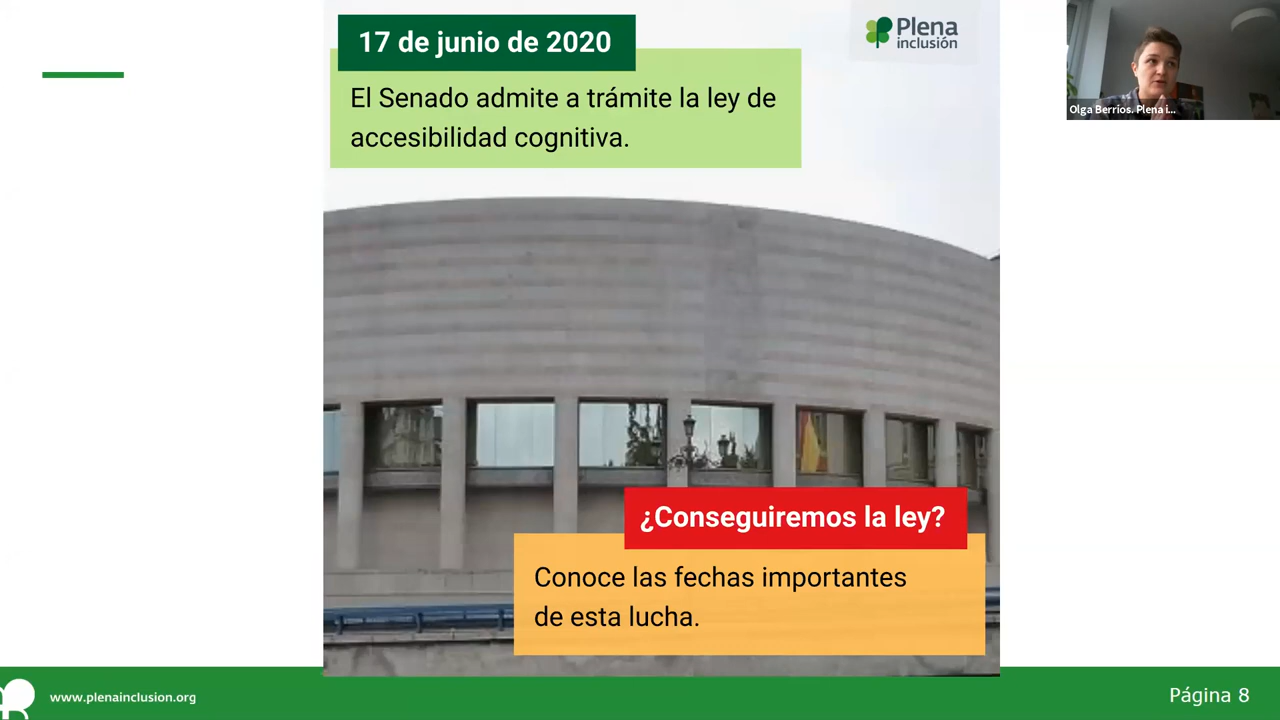 17 de junio de 2020
El Senado admite a trámite la ley de
accesibilidad cognitiva.
Plena
inclusión
Olga Berrios. Plena i...
¿Conseguiremos la ley?
Conoce las fechas importantes
de esta lucha.
www.plenainclusion.org
Página 8